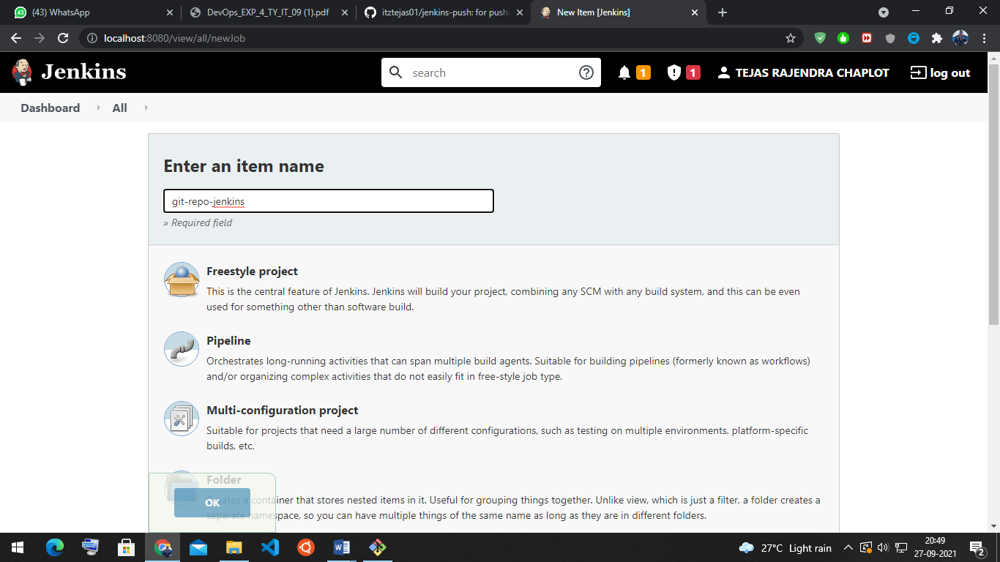 (43) WhatsApp
DevOps_EXP_4_TY_IT_09 (1).pdf
itztejas01/jenkins-push: for pushi
New Item [Jenkins]
localhost:8080/view/all/newJob
Jenkins
search
1
1
TEJAS RAJENDRA CHAPLOT
log out
Dashboard
All
Enter an item name
git-repo-jenkins
» Required field
Freestyle project
This is the central feature of Jenkins. Jenkins will build your project, combining any SCM with any build system, and this can be even
used for something other than software build.
Pipeline
Orchestrates long-running activities that can span multiple build agents. Suitable for building pipelines (formerly known as workflows)
and/or organizing complex activities that do not easily fit in free-style job type.
Multi-configuration project
Suitable for projects that need a large number of different configurations, such as testing on multiple environments, platform-specific
builds, etc.
Folder
Creates a container that stores nested items in it. Useful for grouping things together. Unlike view, which is just a filter, a folder creates a
separate namespace, so you can have multiple things of the same name as long as they are in different folders.
OK
27°C Light rain
20:49
27-09-2021
2